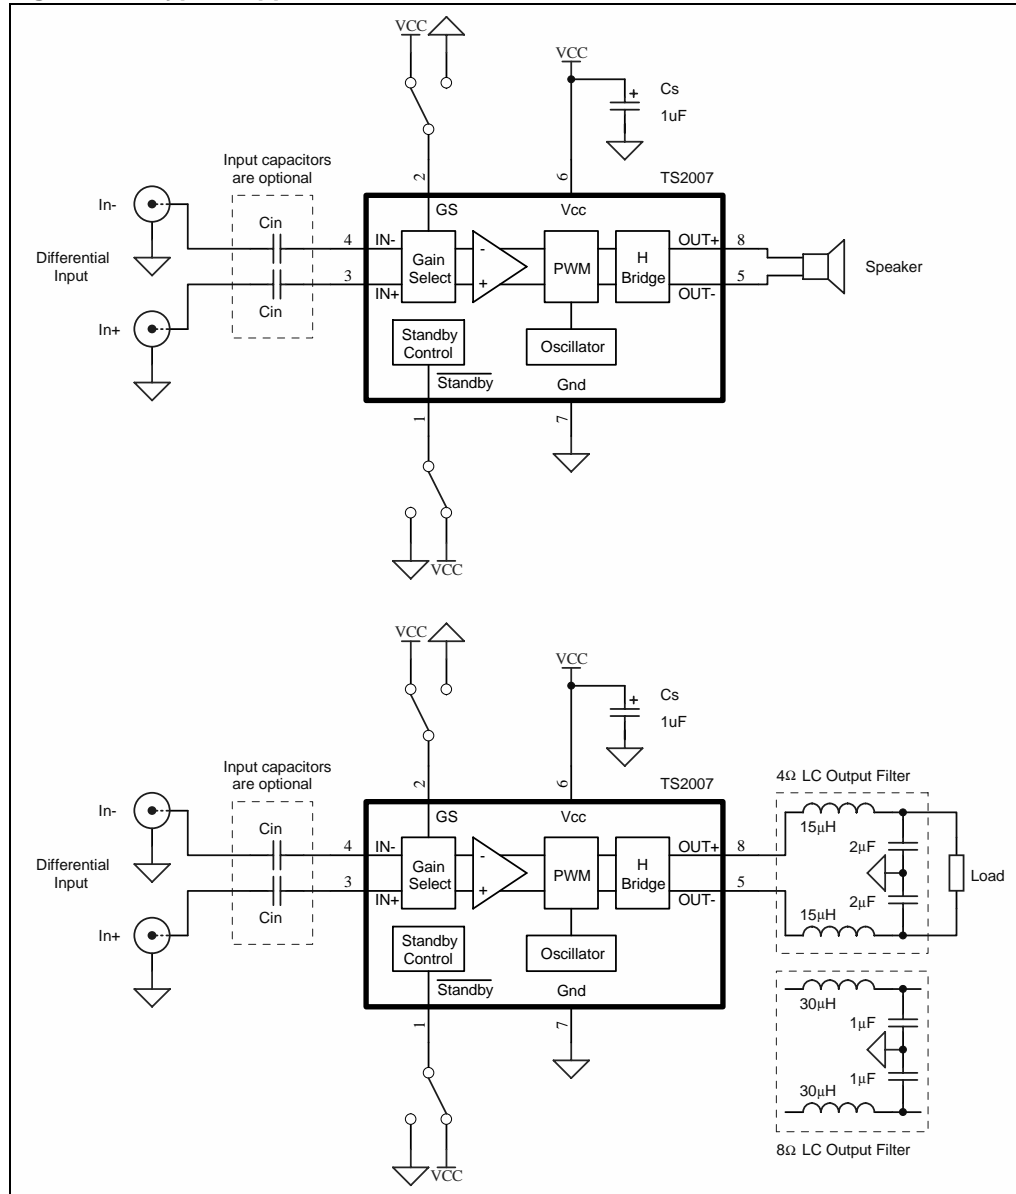 VCC
VCC
Cs
+
1uF
Input capacitors
are optional
2
6
TS2007
In-
Cin
GS
Vcc
Differential
Input
4
IN-
Gain
Select
-
+
PWM
H
Bridge
OUT+
8
Speaker
3
IN+
OUT-
5
Cin
In+
Standby
Control
Oscillator
Standby
Gnd
1
7
VCC
VCC
VCC
Cs
+
1uF
Input capacitors
are optional
2
6
TS2007
4Ω LC Output Filter
In-
Cin
GS
Vcc
15µH
Differential
Input
4
IN-
Gain
Select
-
+
PWM
H
Bridge
OUT+
8
2µF
Load
3
IN+
OUT-
5
2µF
Cin
15µH
In+
Standby
Control
Oscillator
Standby
Gnd
30µH
1
7
1µF
1µF
30µH
VCC
8Ω LC Output Filter